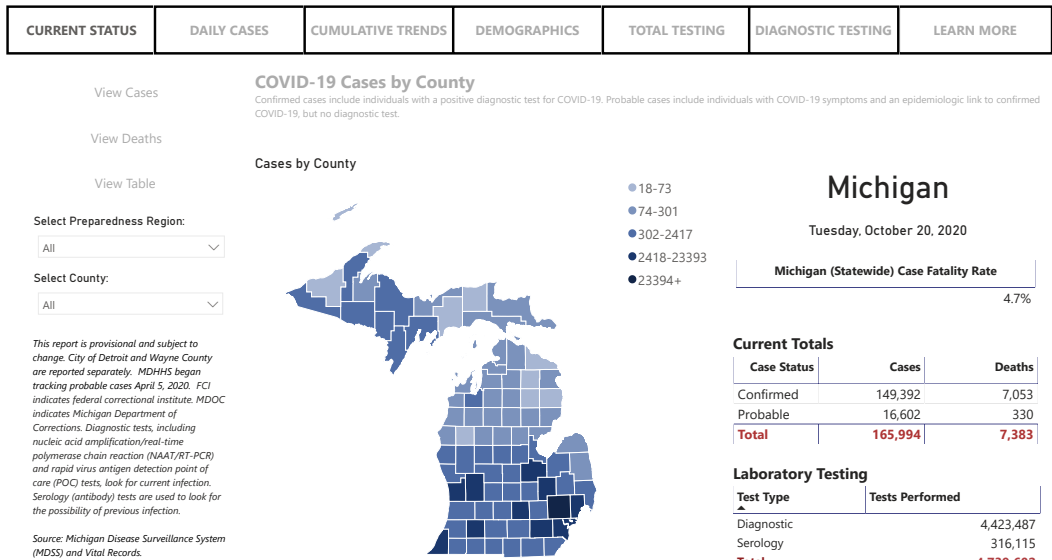 CURRENT STATUS
DAILY CASES
CUMULATIVE TRENDS
DEMOGRAPHICS
TOTAL TESTING
DIAGNOSTIC TESTING
LEARN MORE
View Cases
View Deaths
View Table
Select Preparedness Region:
All
Select County:
All
This report is provisional and subject to
change. City of Detroit and Wayne County
are reported separately. MDHHS began
tracking probable cases April 5, 2020. FCI
indicates federal correctional institute. MDOC
indicates Michigan Department of
Corrections. Diagnostic tests, including
nucleic acid amplification/real-time
polymerase chain reaction (NAAT/RT-PCR)
and rapid virus antigen detection point of
care (POC) tests, look for current infection.
Serology (antibody) tests are used to look for
the possibility of previous infection.
Source: Michigan Disease Surveillance System
(MDSS) and Vital Records.
COVID-19 Cases by County
Confirmed cases include individuals with a positive diagnostic test for COVID-19. Probable cases include individuals with COVID-19 symptoms and an epidemiologic link to confirmed
COVID-19, but no diagnostic test.
Cases by County
18-73
74-301
302-2417
2418-23393
23394+
Michigan
Tuesday, October 20, 2020
Michigan (Statewide) Case Fatality Rate
4.7%
Current Totals
Case Status Cases Deaths
Confirmed 149,392 7,053
Probable 16,602 330
Total 165,994 7,383
Laboratory Testing
Test Type Tests Performed
Diagnostic 4,423,487
Serology 316,115
Total 4,739,602